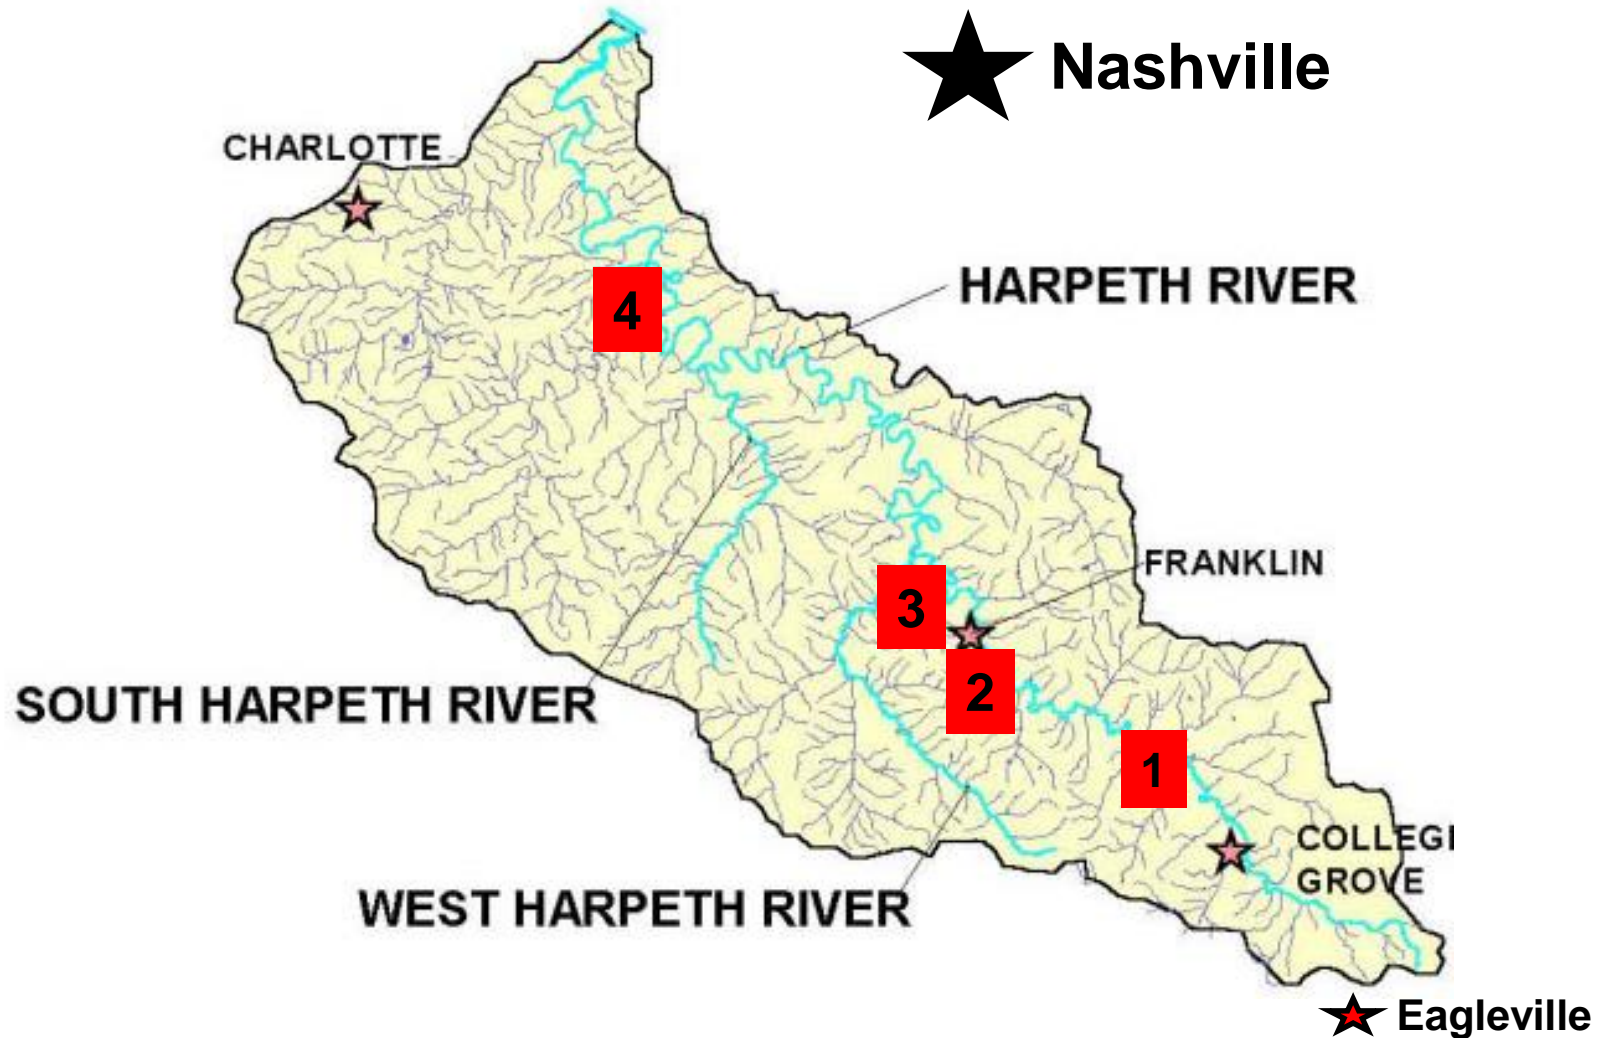 Nashville
CHARLOTTE
HARPETH RIVER
4
FRANKLIN
3
2
SOUTH HARPETH RIVER
1
COLLEGI
GROVE
WEST HARPETH RIVER
Eagleville